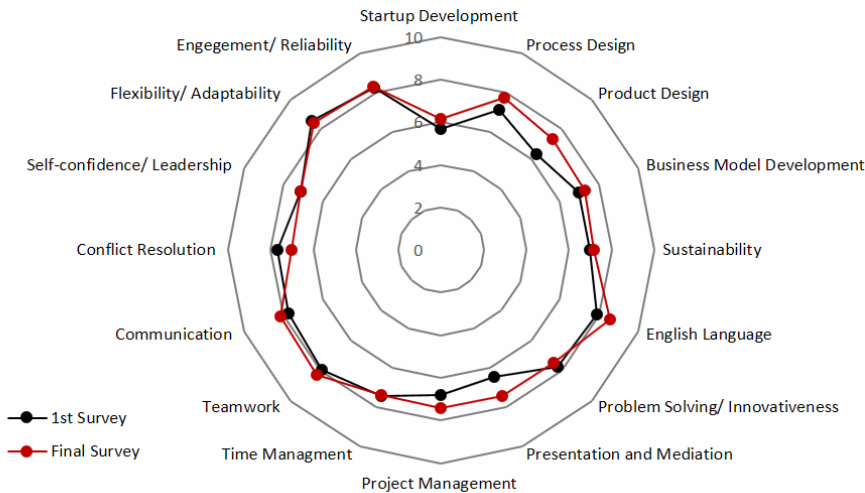 Startup Development
Engegement/ Reliability
10
Process Design
Flexibility/ Adaptability
8
Product Design
6
Self-confidence/ Leadership
4
Business Model Development
2
Conflict Resolution
0
Sustainability
Communication
English Language
Teamwork
Problem Solving/ Innovativeness
1st Survey
Final Survey
Time Managment
Presentation and Mediation
Project Management